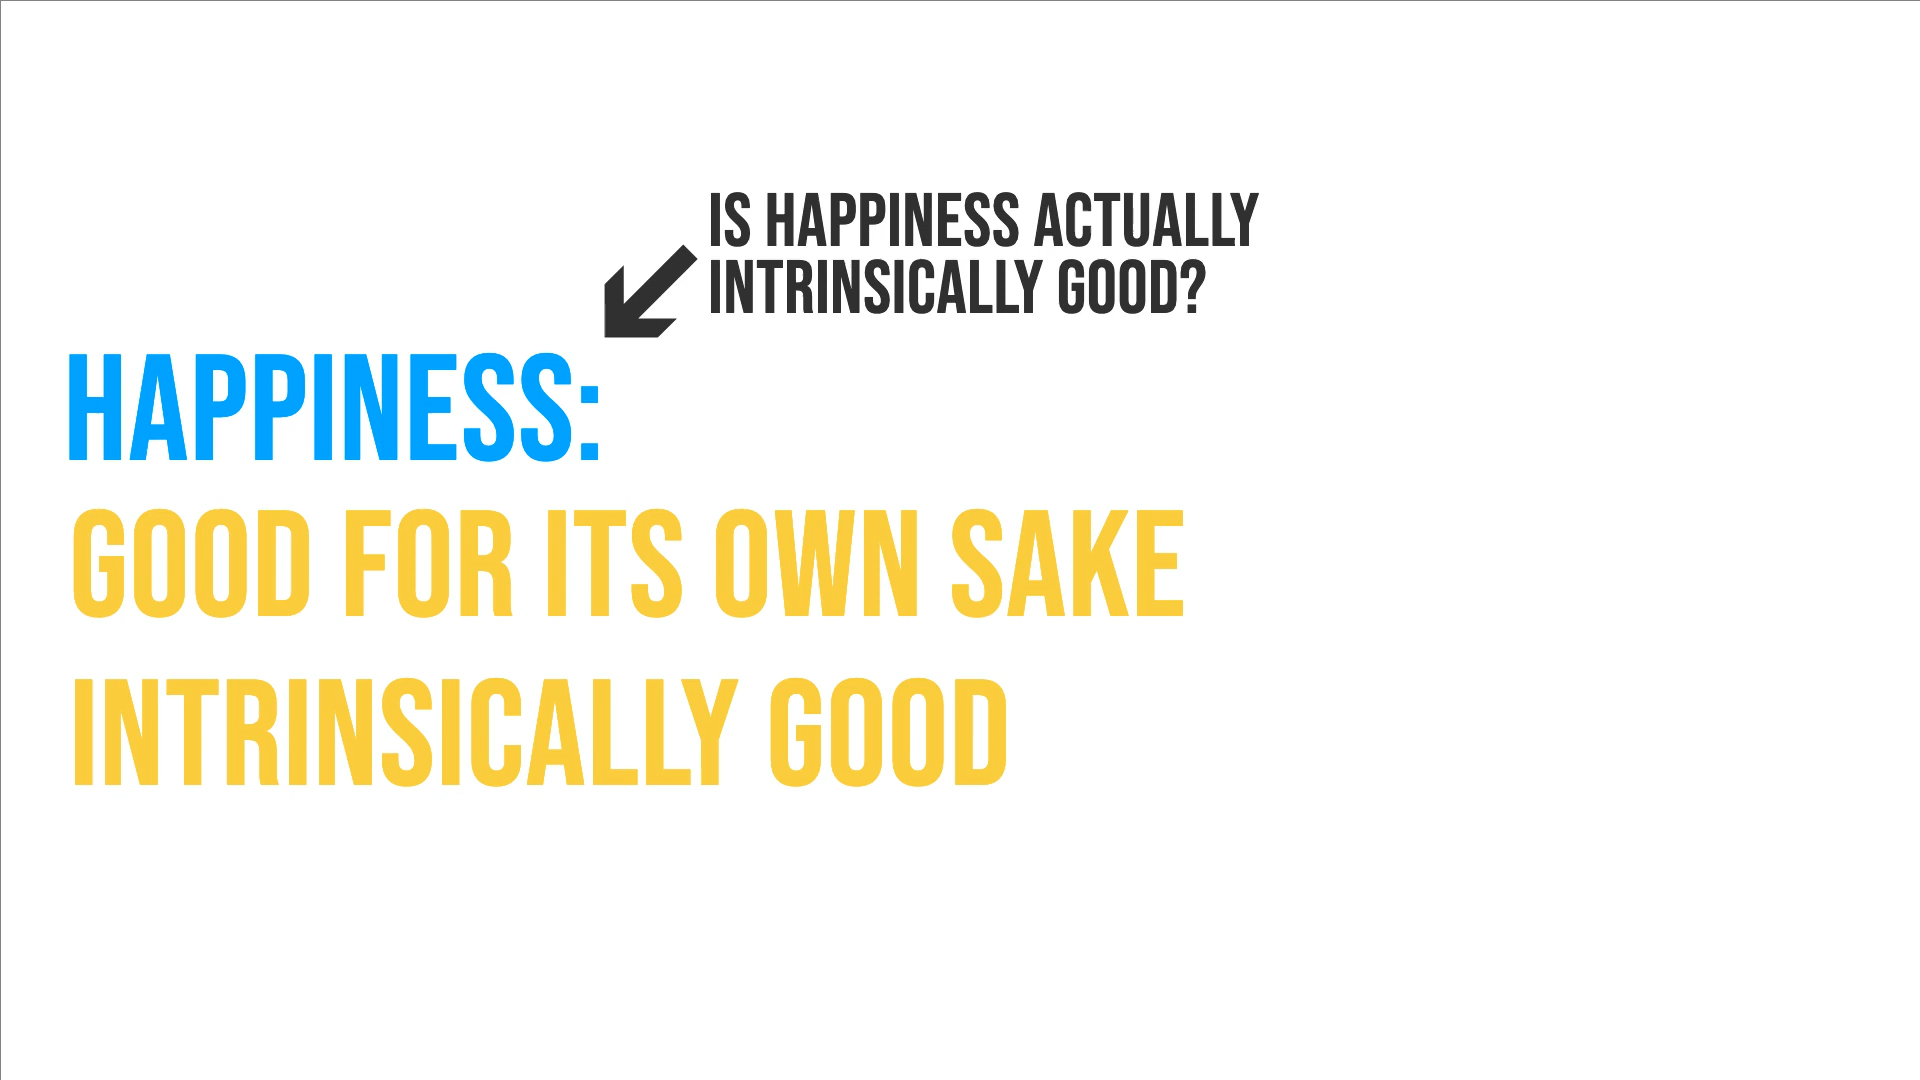 IS HAPPINESS ACTUALLY
INTRINSICALLY GOOD?
HAPPINESS:
GOOD FOR ITS OWN SAKE
INTRINSICALLY GOOD